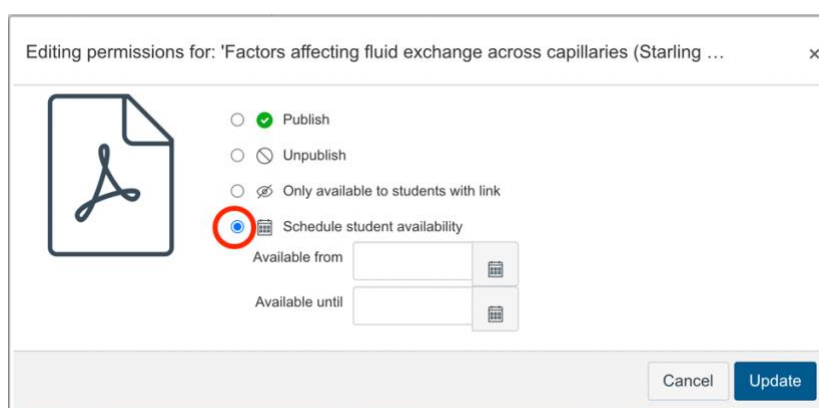 Editing permissions for: 'Factors affecting fluid exchange across capillaries (Starling …
Publish
Unpublish
Only available to students with link
Schedule student availability
Available from
Available until
Cancel
Update